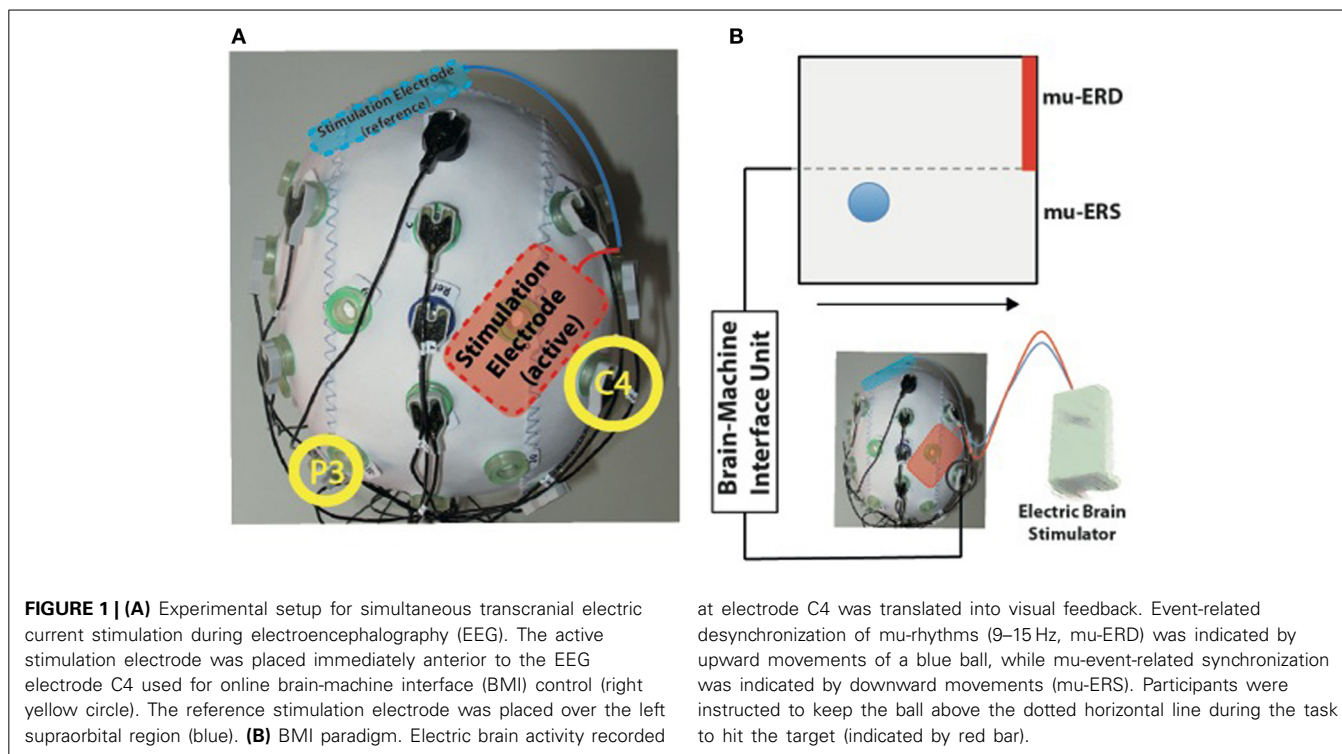 A
Stimulation Electrode
(reference)
Ref
Stimulation
Electrode
(active)
C4
P3
B
mu-ERD
mu-ERS
Brain-Machine
Interface Unit
Electric Brain
Stimulator
FIGURE 1 | (A) Experimental setup for simultaneous transcranial electric
current stimulation during electroencephalography (EEG). The active
stimulation electrode was placed immediately anterior to the EEG
electrode C4 used for online brain-machine interface (BMI) control (right
yellow circle). The reference stimulation electrode was placed over the left
supraorbital region (blue). (B) BMI paradigm. Electric brain activity recorded
at electrode C4 was translated into visual feedback. Event-related
desynchronization of mu-rhythms (9–15 Hz, mu-ERD) was indicated by
upward movements of a blue ball, while mu-event-related synchronization
was indicated by downward movements (mu-ERS). Participants were
instructed to keep the ball above the dotted horizontal line during the task
to hit the target (indicated by red bar).